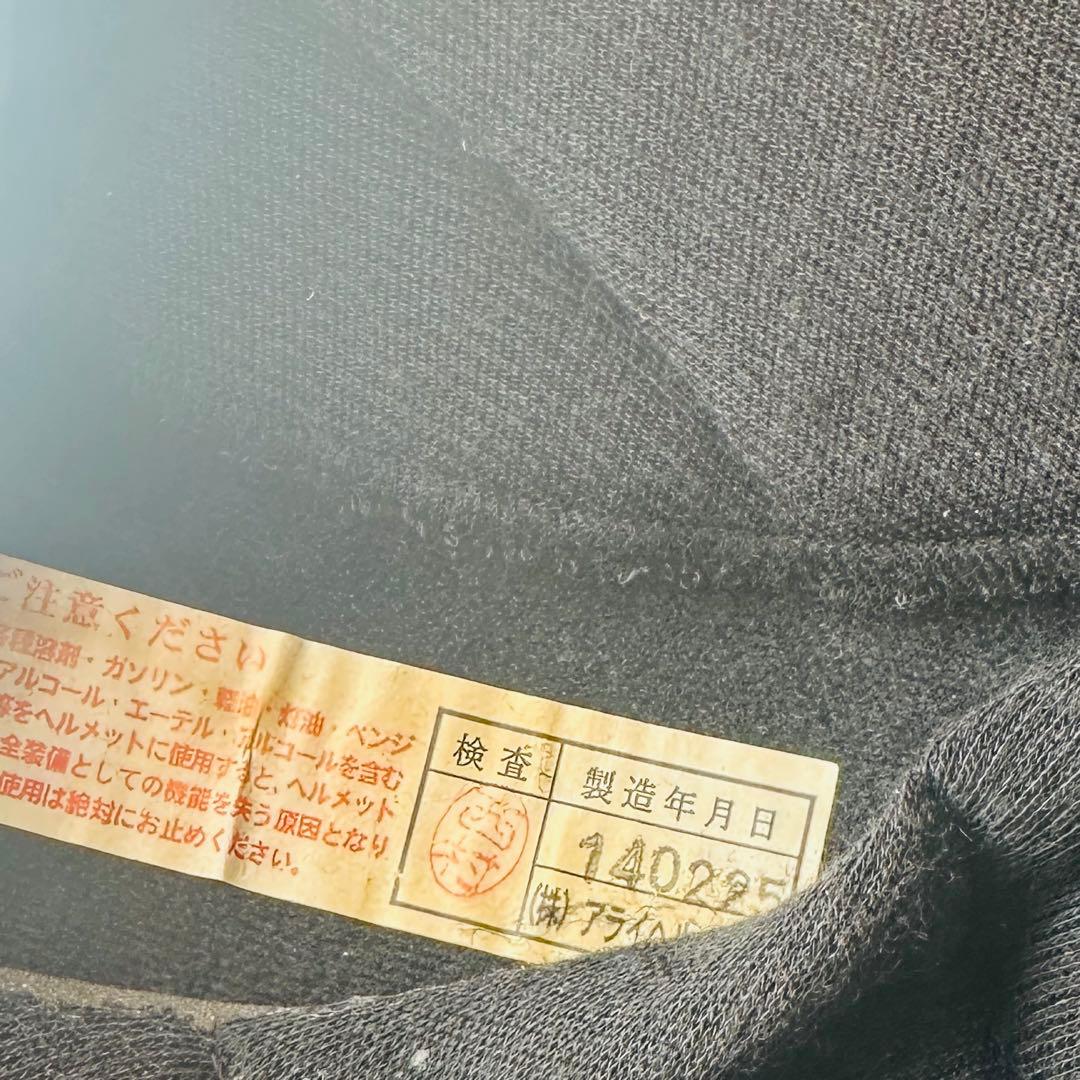 ご注意ください
各種溶剤・ガソリン・軽油・灯油・ベンジ
アルコール・エーテル・アルコールを含む
等をヘルメットに使用すると、ヘルメット
全装備としての機能を失う原因となり
使用は絶対にお止めください。
検査
製造年月日
140225
(株)アライヘル